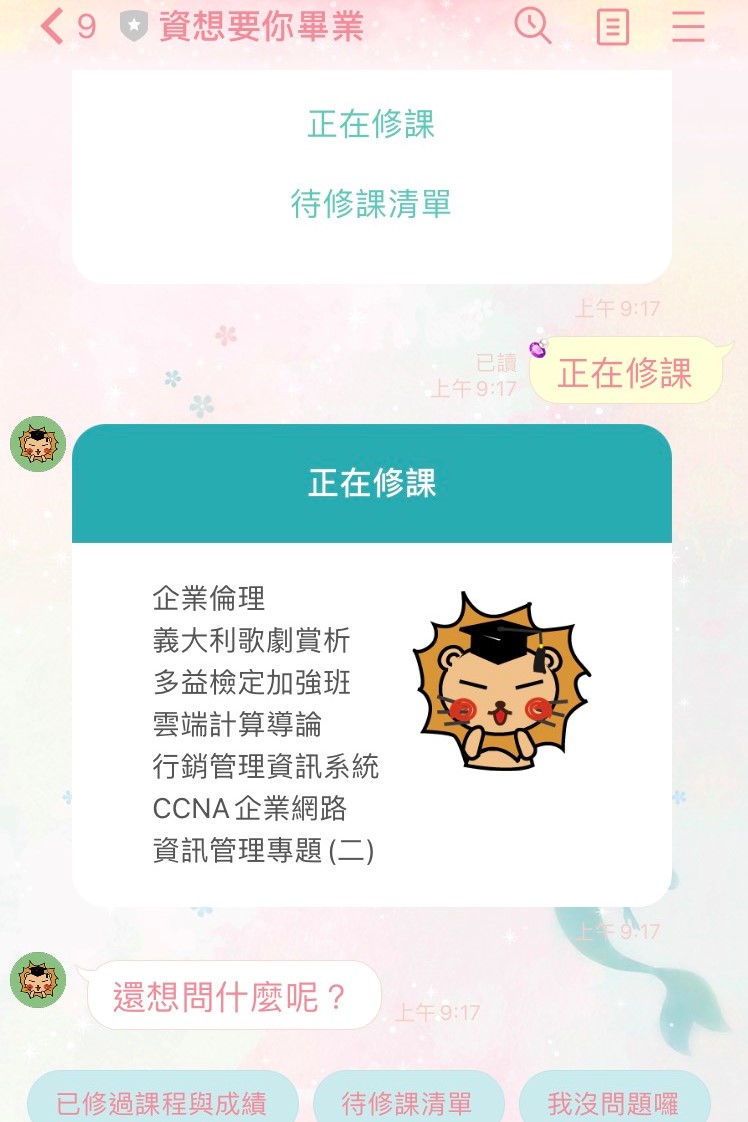 9 資想要你畢業
正在修課
待修課清單
上午 9:17
正在修課
已讀
上午 9:17
正在修課
企業倫理
義大利歌劇賞析
多益檢定加強班
雲端計算導論
行銷管理資訊系統
CCNA 企業網路
資訊管理專題 (二)
上午 9:17
還想問什麼呢?
上午 9:17
已修過課程與成績
待修課清單
我沒問題囉